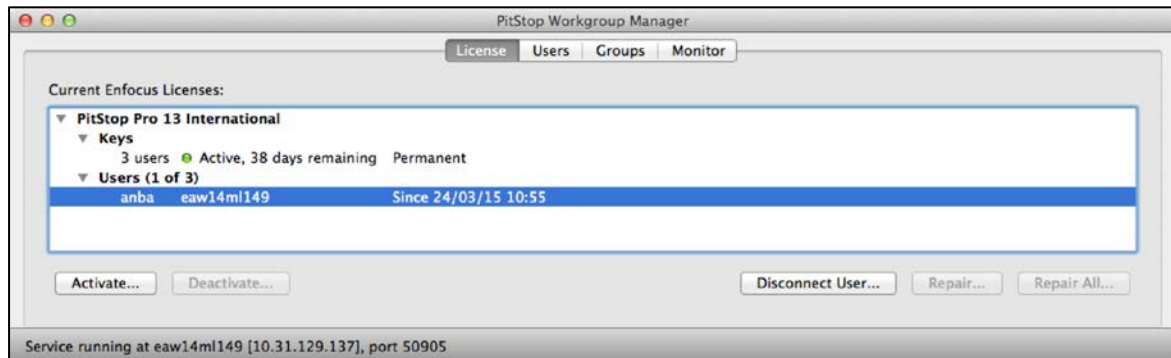 PitStop Workgroup Manager
License Users Groups Monitor
Current Enfocus Licenses:
PitStop Pro 13 International
Keys
3 users Active, 38 days remaining Permanent
Users (1 of 3)
anba eaw14ml149 Since 24/03/15 10:55
Activate... Deactivate... Disconnect User... Repair... Repair All...
Service running at eaw14ml149 [10.31.129.137], port 50905